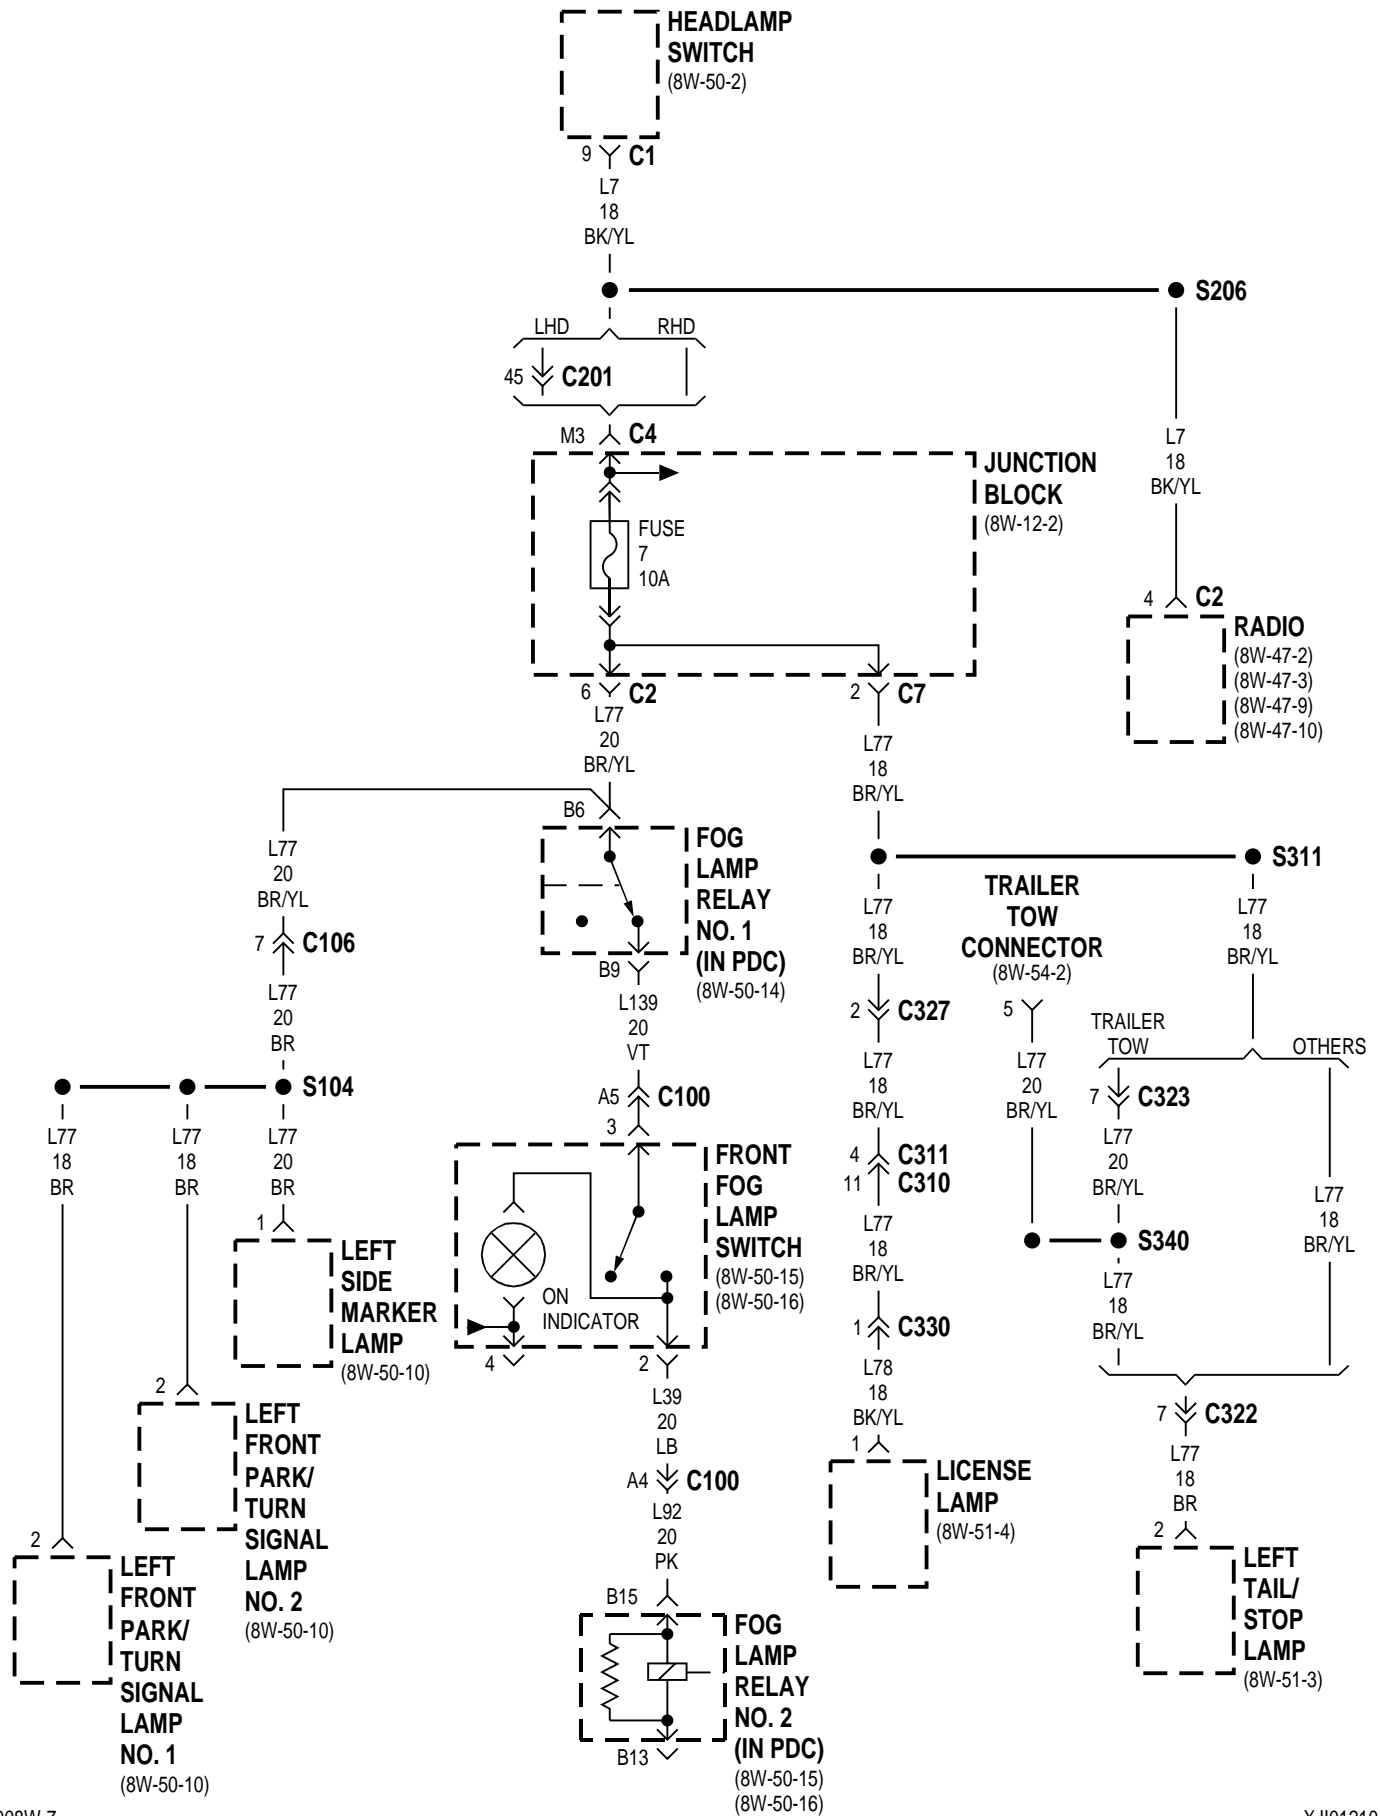 HEADLAMP
SWITCH
(8W-50-2)
9
C1
L7
18
BK/YL
S206
LHD
RHD
45
C201
M3
C4
JUNCTION
BLOCK
(8W-12-2)
FUSE
7
10A
L7
18
BK/YL
4
C2
RADIO
(8W-47-2)
(8W-47-3)
(8W-47-9)
(8W-47-10)
6
C2
2
C7
L77
20
BR/YL
L77
18
BR/YL
B6
FOG
LAMP
RELAY
NO. 1
(IN PDC)
(8W-50-14)
L77
20
BR/YL
7
C106
L77
20
BR
S104
S311
L77
18
BR/YL
TRAILER
TOW
CONNECTOR
(8W-54-2)
L77
18
BR/YL
B9
L139
20
VT
2
C327
5
TRAILER
TOW
OTHERS
L77
18
BR/YL
L77
20
BR/YL
7
C323
A5
C100
3
L77
18
BR
L77
18
BR
L77
20
BR
4
C311
11
C310
L77
20
BR/YL
L77
18
BR/YL
FRONT
FOG
LAMP
SWITCH
(8W-50-15)
(8W-50-16)
1
LEFT
SIDE
MARKER
LAMP
(8W-50-10)
L77
18
BR/YL
S340
L77
18
BR/YL
ON
INDICATOR
1
C330
4
2
L78
18
BK/YL
L39
20
LB
2
LEFT
FRONT
PARK/
TURN
SIGNAL
LAMP
NO. 2
(8W-50-10)
7
C322
L77
18
BR
1
LICENSE
LAMP
(8W-51-4)
A4
C100
L92
20
PK
2
LEFT
FRONT
PARK/
TURN
SIGNAL
LAMP
NO. 1
(8W-50-10)
2
LEFT
TAIL/
STOP
LAMP
(8W-51-3)
B15
FOG
LAMP
RELAY
NO. 2
(IN PDC)
(8W-50-15)
(8W-50-16)
B13